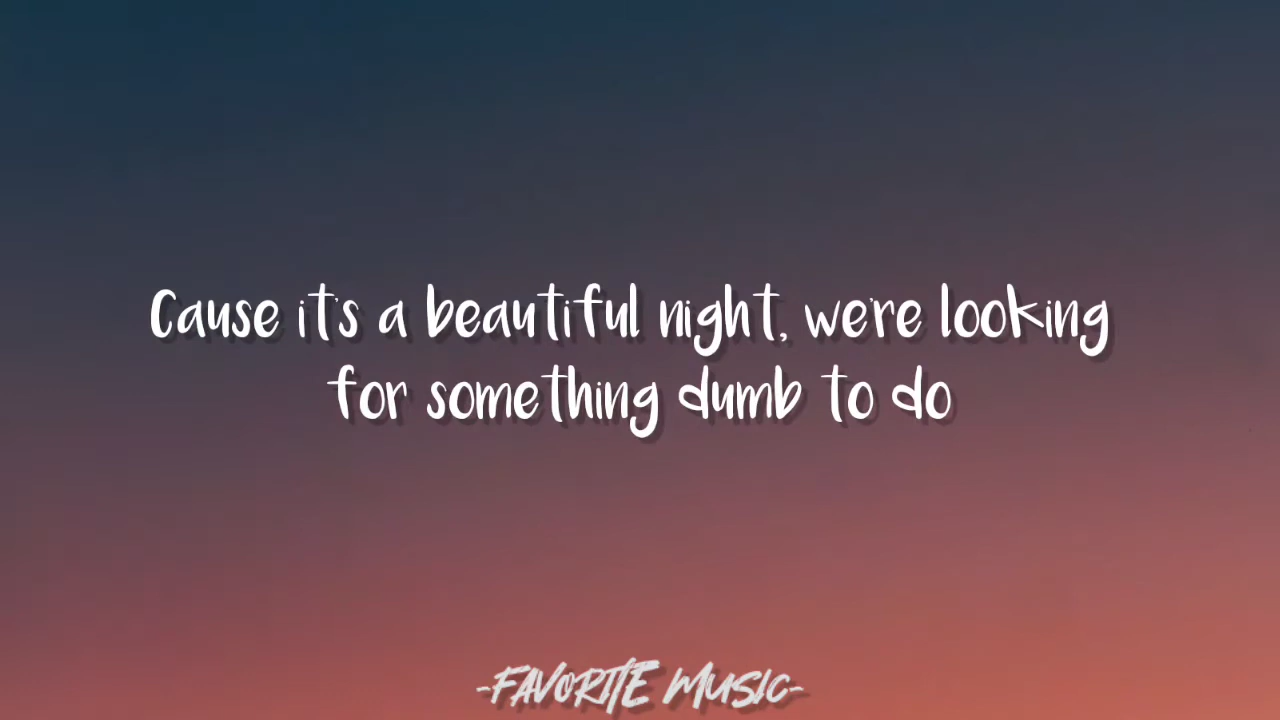 Cause it's a beautiful night, we're looking
for something dumb to do
-FAVORITE MUSIC-